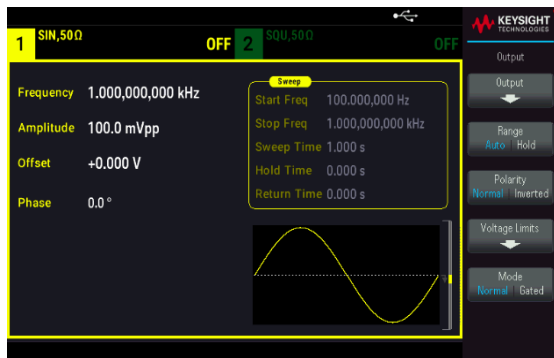 KEYSIGHT
TECHNOLOGIES
1 SIN,50Ω OFF 2 SQU,50Ω OFF
Output
Frequency 1.000,000,000 kHz
Amplitude 100.0 mVpp
Offset +0.000 V
Phase 0.0 °
Sweep
Start Freq 100.000,000 Hz
Stop Freq 1.000,000,000 kHz
Sweep Time 1.000 s
Hold Time 0.000 s
Return Time 0.000 s
Output
Range
Auto Hold
Polarity
Normal Inverted
Voltage Limits
Mode
Normal Gated